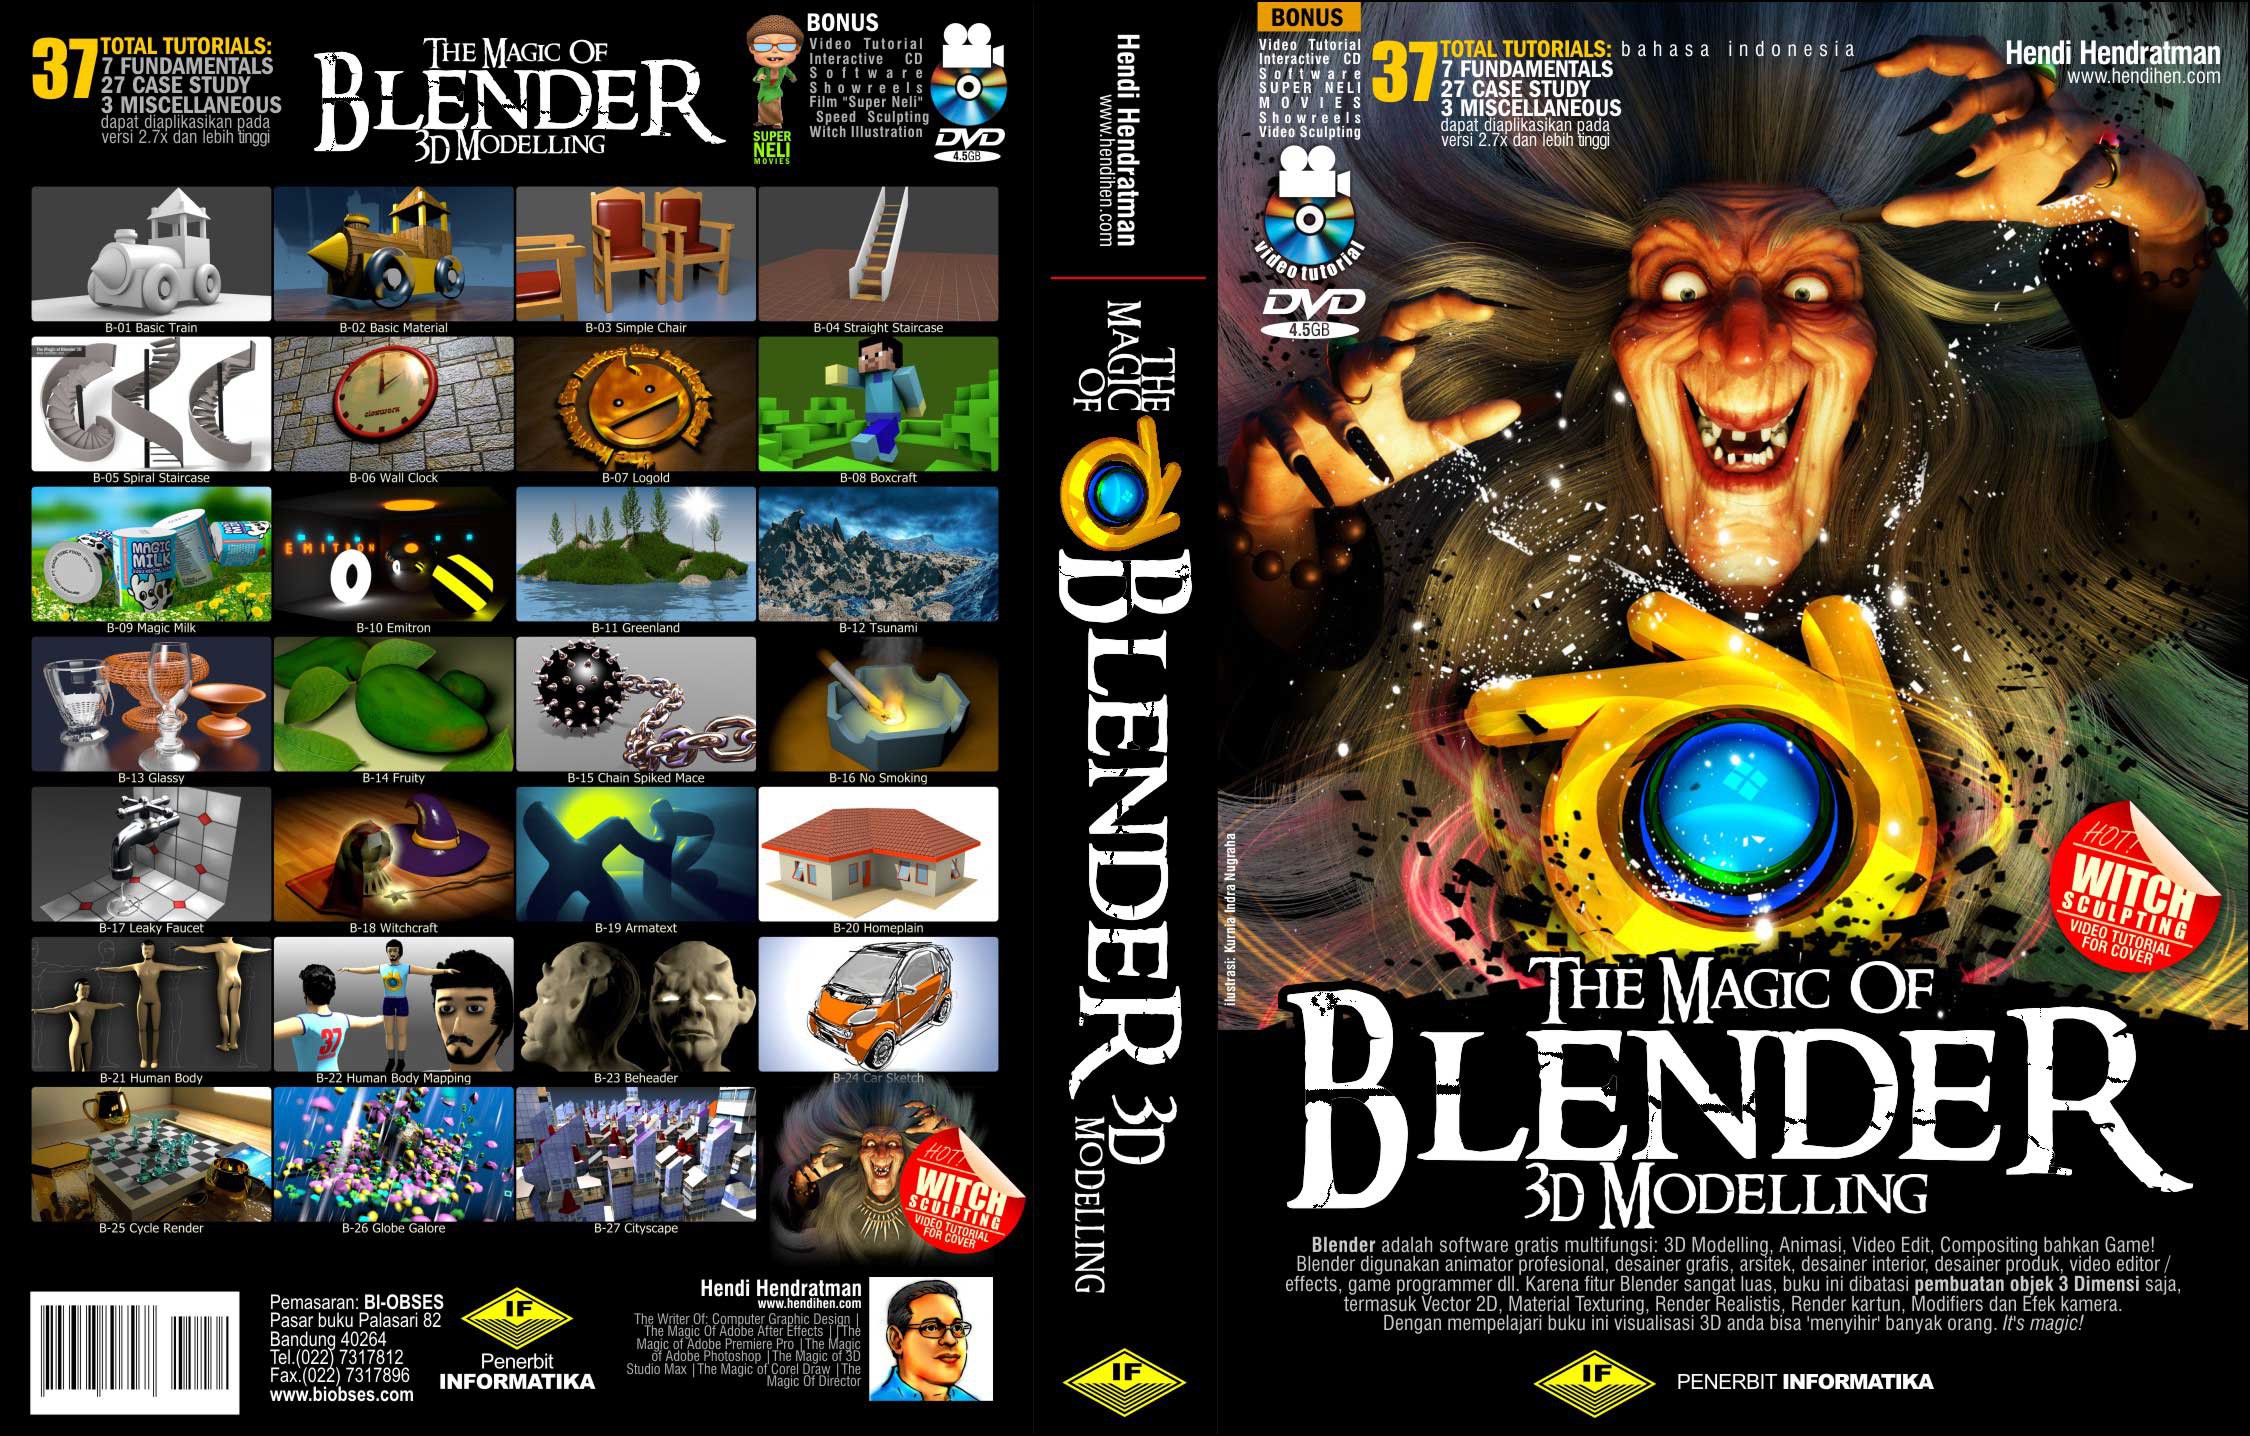 37
TOTAL TUTORIALS:
7 FUNDAMENTALS
27 CASE STUDY
3 MISCELLANEOUS
dapat diaplikasikan pada
versi 2.7x dan lebih tinggi
THE MAGIC OF
BLENDER
3D MODELLING
SUPER
NELI
MOVIES
BONUS
Video Tutorial
Interactive CD
Software
Showreels
Film "Super Neli"
Speed Sculpting
Witch Illustration
DVD
4.5GB
B-01 Basic Train
B-02 Basic Material
B-03 Simple Chair
B-04 Straight Staircase
clockwork
B-05 Spiral Staircase
B-06 Wall Clock
B-07 Logold
B-08 Boxcraft
MAGIC
MILK
EMITRON
B-09 Magic Milk
B-10 Emitron
B-11 Greenland
B-12 Tsunami
B-13 Glassy
B-14 Fruity
B-15 Chain Spiked Mace
B-16 No Smoking
B-17 Leaky Faucet
B-18 Witchcraft
B-19 Armatext
B-20 Homeplain
37
B-21 Human Body
B-22 Human Body Mapping
B-23 Beheader
B-24 Car Sketch
B-25 Cycle Render
B-26 Globe Galore
B-27 Cityscape
HOT!
WITCH
SCULPTING
VIDEO TUTORIAL
FOR COVER
Pemasaran: BI-OBSES
Pasar buku Palasari 82
Bandung 40264
Tel.(022) 7317812
Fax.(022) 7317896
www.biobses.com
IF
Penerbit
INFORMATIKA
Hendi Hendratman
www.hendihen.com
The Writer Of: Computer Graphic Design |
The Magic Of Adobe After Effects | |The
Magic of Adobe Premiere Pro |The Magic
of Adobe Photoshop |The Magic of 3D
Studio Max |The Magic of Corel Draw |The
Magic Of Director
Hendi Hendratman
www.hendihen.com
THE
MAGIC
OF
BLENDER
3D
MODELLING
IF
BONUS
Video Tutorial
Interactive CD
Software
SUPER NELI
MOVIES
Showreels
Video Sculpting
video tutorial
DVD
4.5GB
37
TOTAL TUTORIALS: bahasa indonesia
7 FUNDAMENTALS
27 CASE STUDY
3 MISCELLANEOUS
dapat diaplikasikan pada
versi 2.7x dan lebih tinggi
Hendi Hendratman
www.hendihen.com
ilustrasi: Kurnia Indra Nugraha
HOT!
WITCH
SCULPTING
VIDEO TUTORIAL
FOR COVER
THE MAGIC OF
BLENDER
3D MODELLING
Blender adalah software gratis multifungsi: 3D Modelling, Animasi, Video Edit, Compositing bahkan Game!
Blender digunakan animator profesional, desainer grafis, arsitek, desainer interior, desainer produk, video editor /
effects, game programmer dll. Karena fitur Blender sangat luas, buku ini dibatasi pembuatan objek 3 Dimensi saja,
termasuk Vector 2D, Material Texturing, Render Realistis, Render kartun, Modifiers dan Efek kamera.
Dengan mempelajari buku ini visualisasi 3D anda bisa 'menyihir' banyak orang. It's magic!
IF
PENERBIT INFORMATIKA